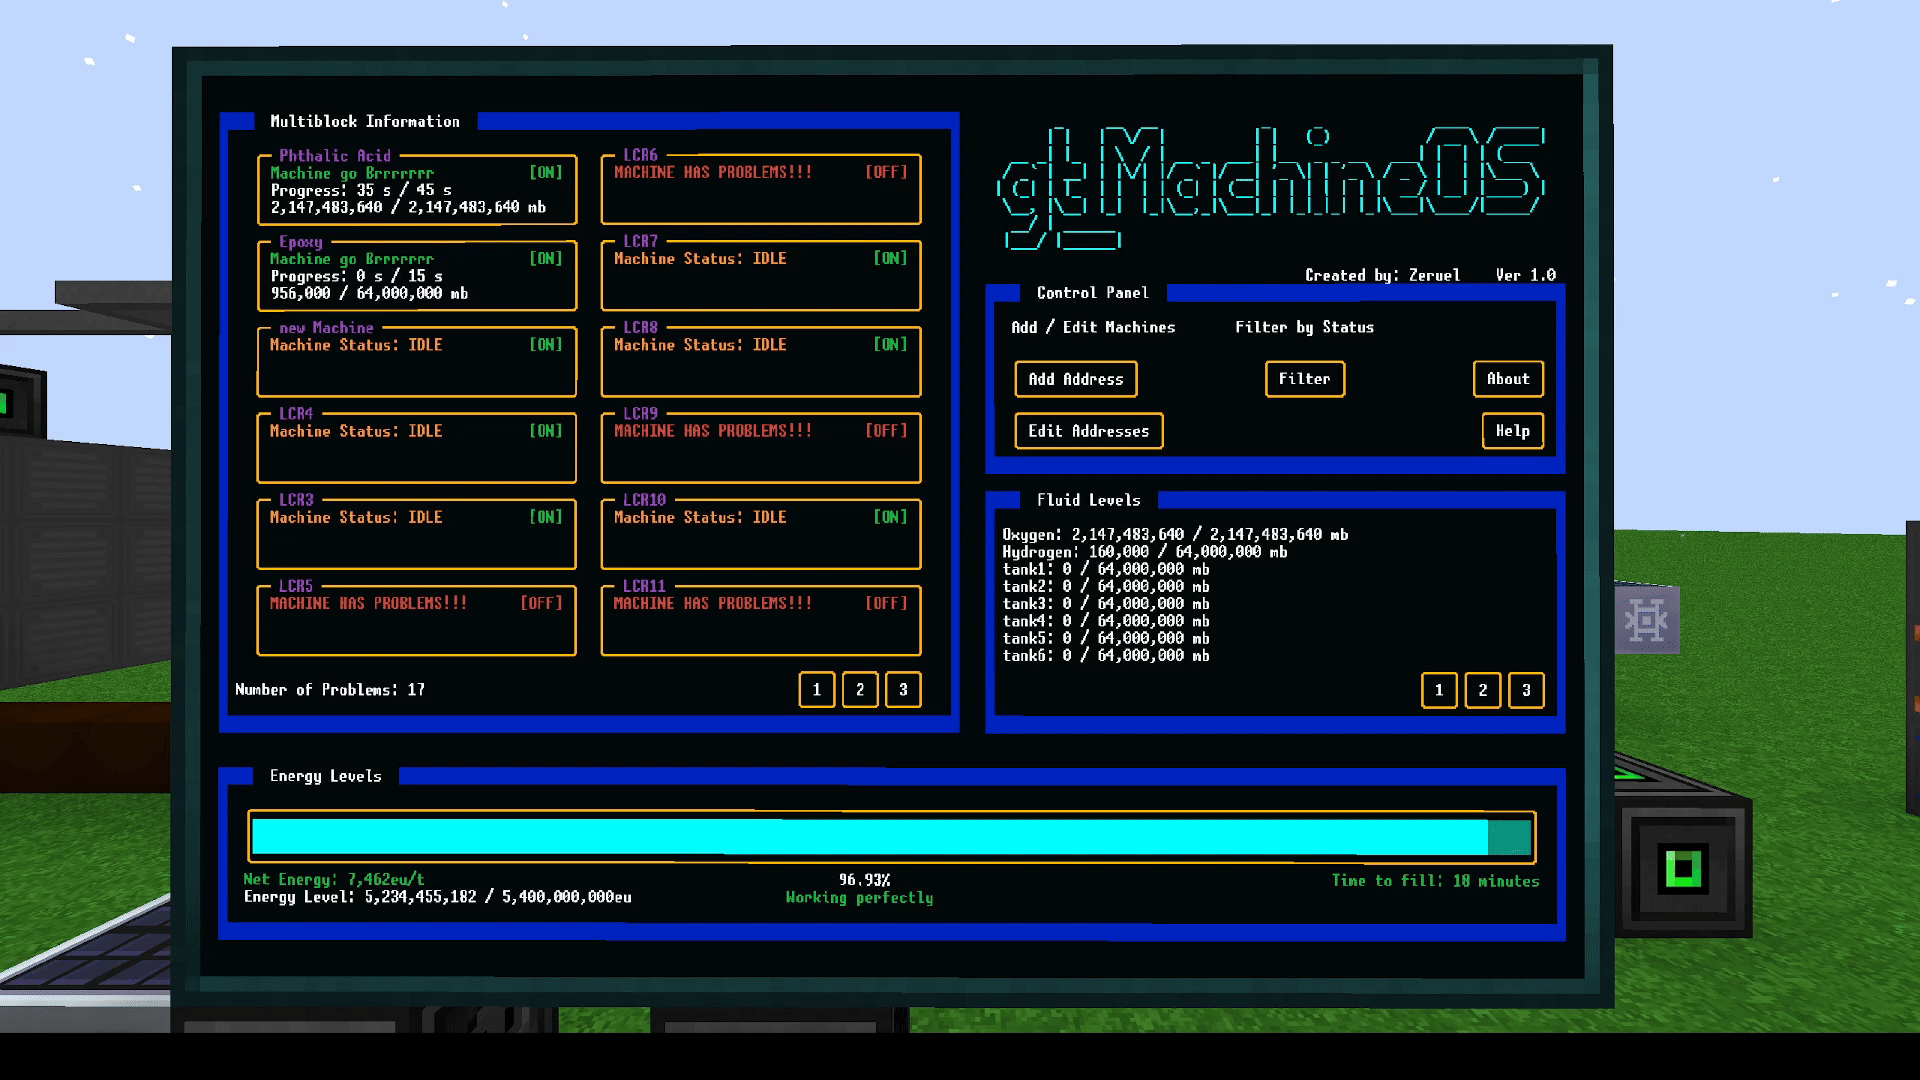 Multiblock Information
Phthalic Acid
Machine go Brrrrrrr [ON]
Progress: 35 s / 45 s
2,147,483,640 / 2,147,483,640 mb
Epoxy
Machine go Brrrrrrr [ON]
Progress: 0 s / 15 s
956,000 / 64,000,000 mb
new Machine
Machine Status: IDLE [ON]
LCR4
Machine Status: IDLE [ON]
LCR3
Machine Status: IDLE [ON]
LCR5
MACHINE HAS PROBLEMS!!! [OFF]
LCR6
MACHINE HAS PROBLEMS!!! [OFF]
LCR7
Machine Status: IDLE [ON]
LCR8
Machine Status: IDLE [ON]
LCR9
MACHINE HAS PROBLEMS!!! [OFF]
LCR10
Machine Status: IDLE [ON]
LCR11
MACHINE HAS PROBLEMS!!! [OFF]
Number of Problems: 17
1 2 3
gtMachineOS
Created by: Zeruel Ver 1.0
Control Panel
Add / Edit Machines Filter by Status
Add Address Filter About
Edit Addresses Help
Fluid Levels
Oxygen: 2,147,483,640 / 2,147,483,640 mb
Hydrogen: 160,000 / 64,000,000 mb
tank1: 0 / 64,000,000 mb
tank2: 0 / 64,000,000 mb
tank3: 0 / 64,000,000 mb
tank4: 0 / 64,000,000 mb
tank5: 0 / 64,000,000 mb
tank6: 0 / 64,000,000 mb
1 2 3
Energy Levels
Net Energy: 7,462eu/t 96.93% Time to fill: 18 minutes
Energy Level: 5,234,455,182 / 5,400,000,000eu Working perfectly